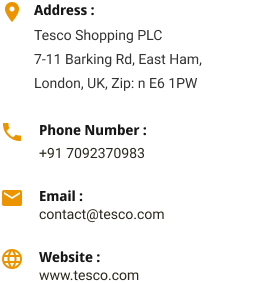 Address :
Tesco Shopping PLC
7-11 Barking Rd, East Ham,
London, UK, Zip: n E6 1PW
Phone Number :
+91 7092370983
Email :
contact@tesco.com
Website :
www.tesco.com